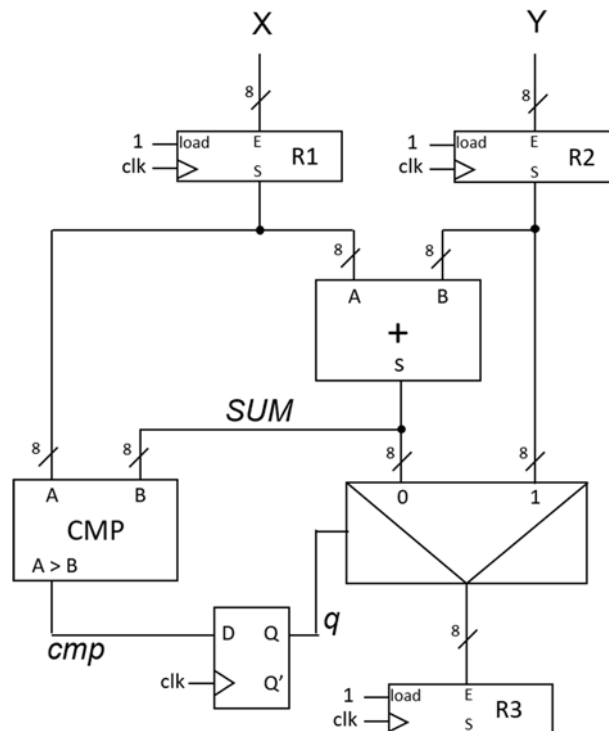 X Y
8 8
1 load E R1 1 load E R2
clk S clk S
8 8
A B
+
S
SUM
8 8 8 8
A B 0 1
CMP
A > B
cmp D Q q
8
clk Q'
1 load E R3
clk S